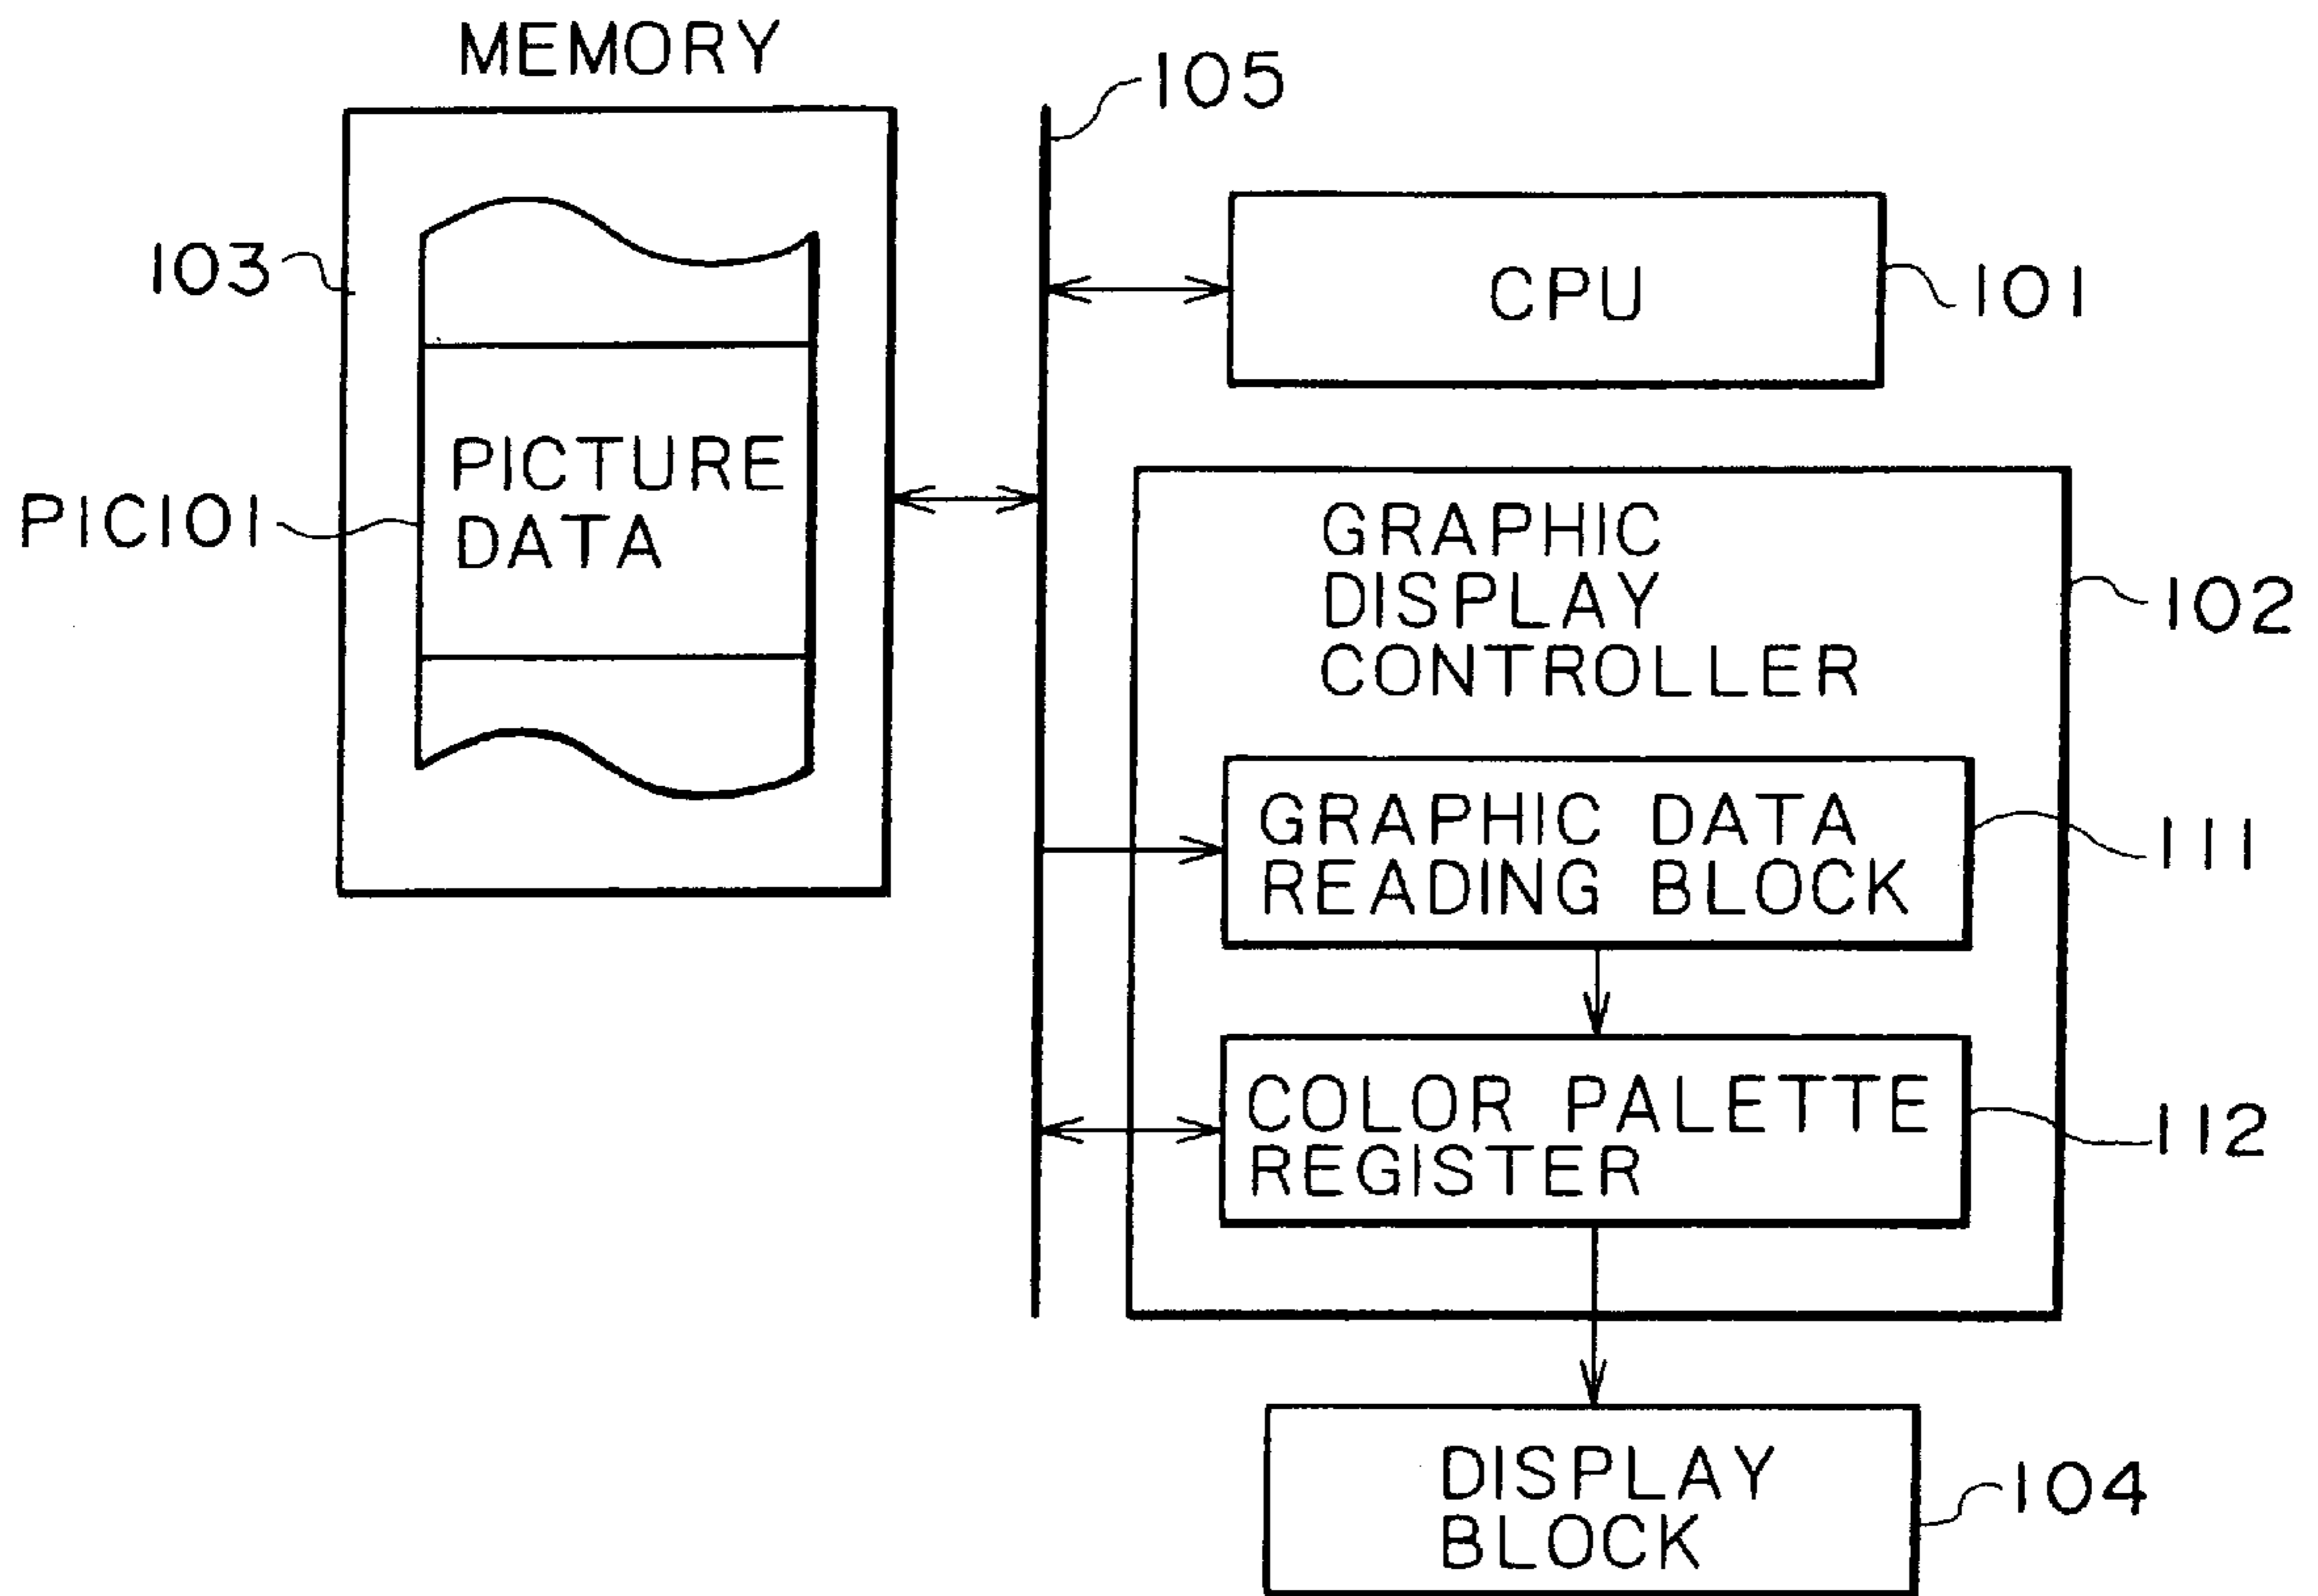 MEMORY
105
103
CPU
101
PICTURE
DATA
PIC101
GRAPHIC
DISPLAY
CONTROLLER
102
GRAPHIC DATA
READING BLOCK
111
COLOR PALETTE
REGISTER
112
DISPLAY
BLOCK
104